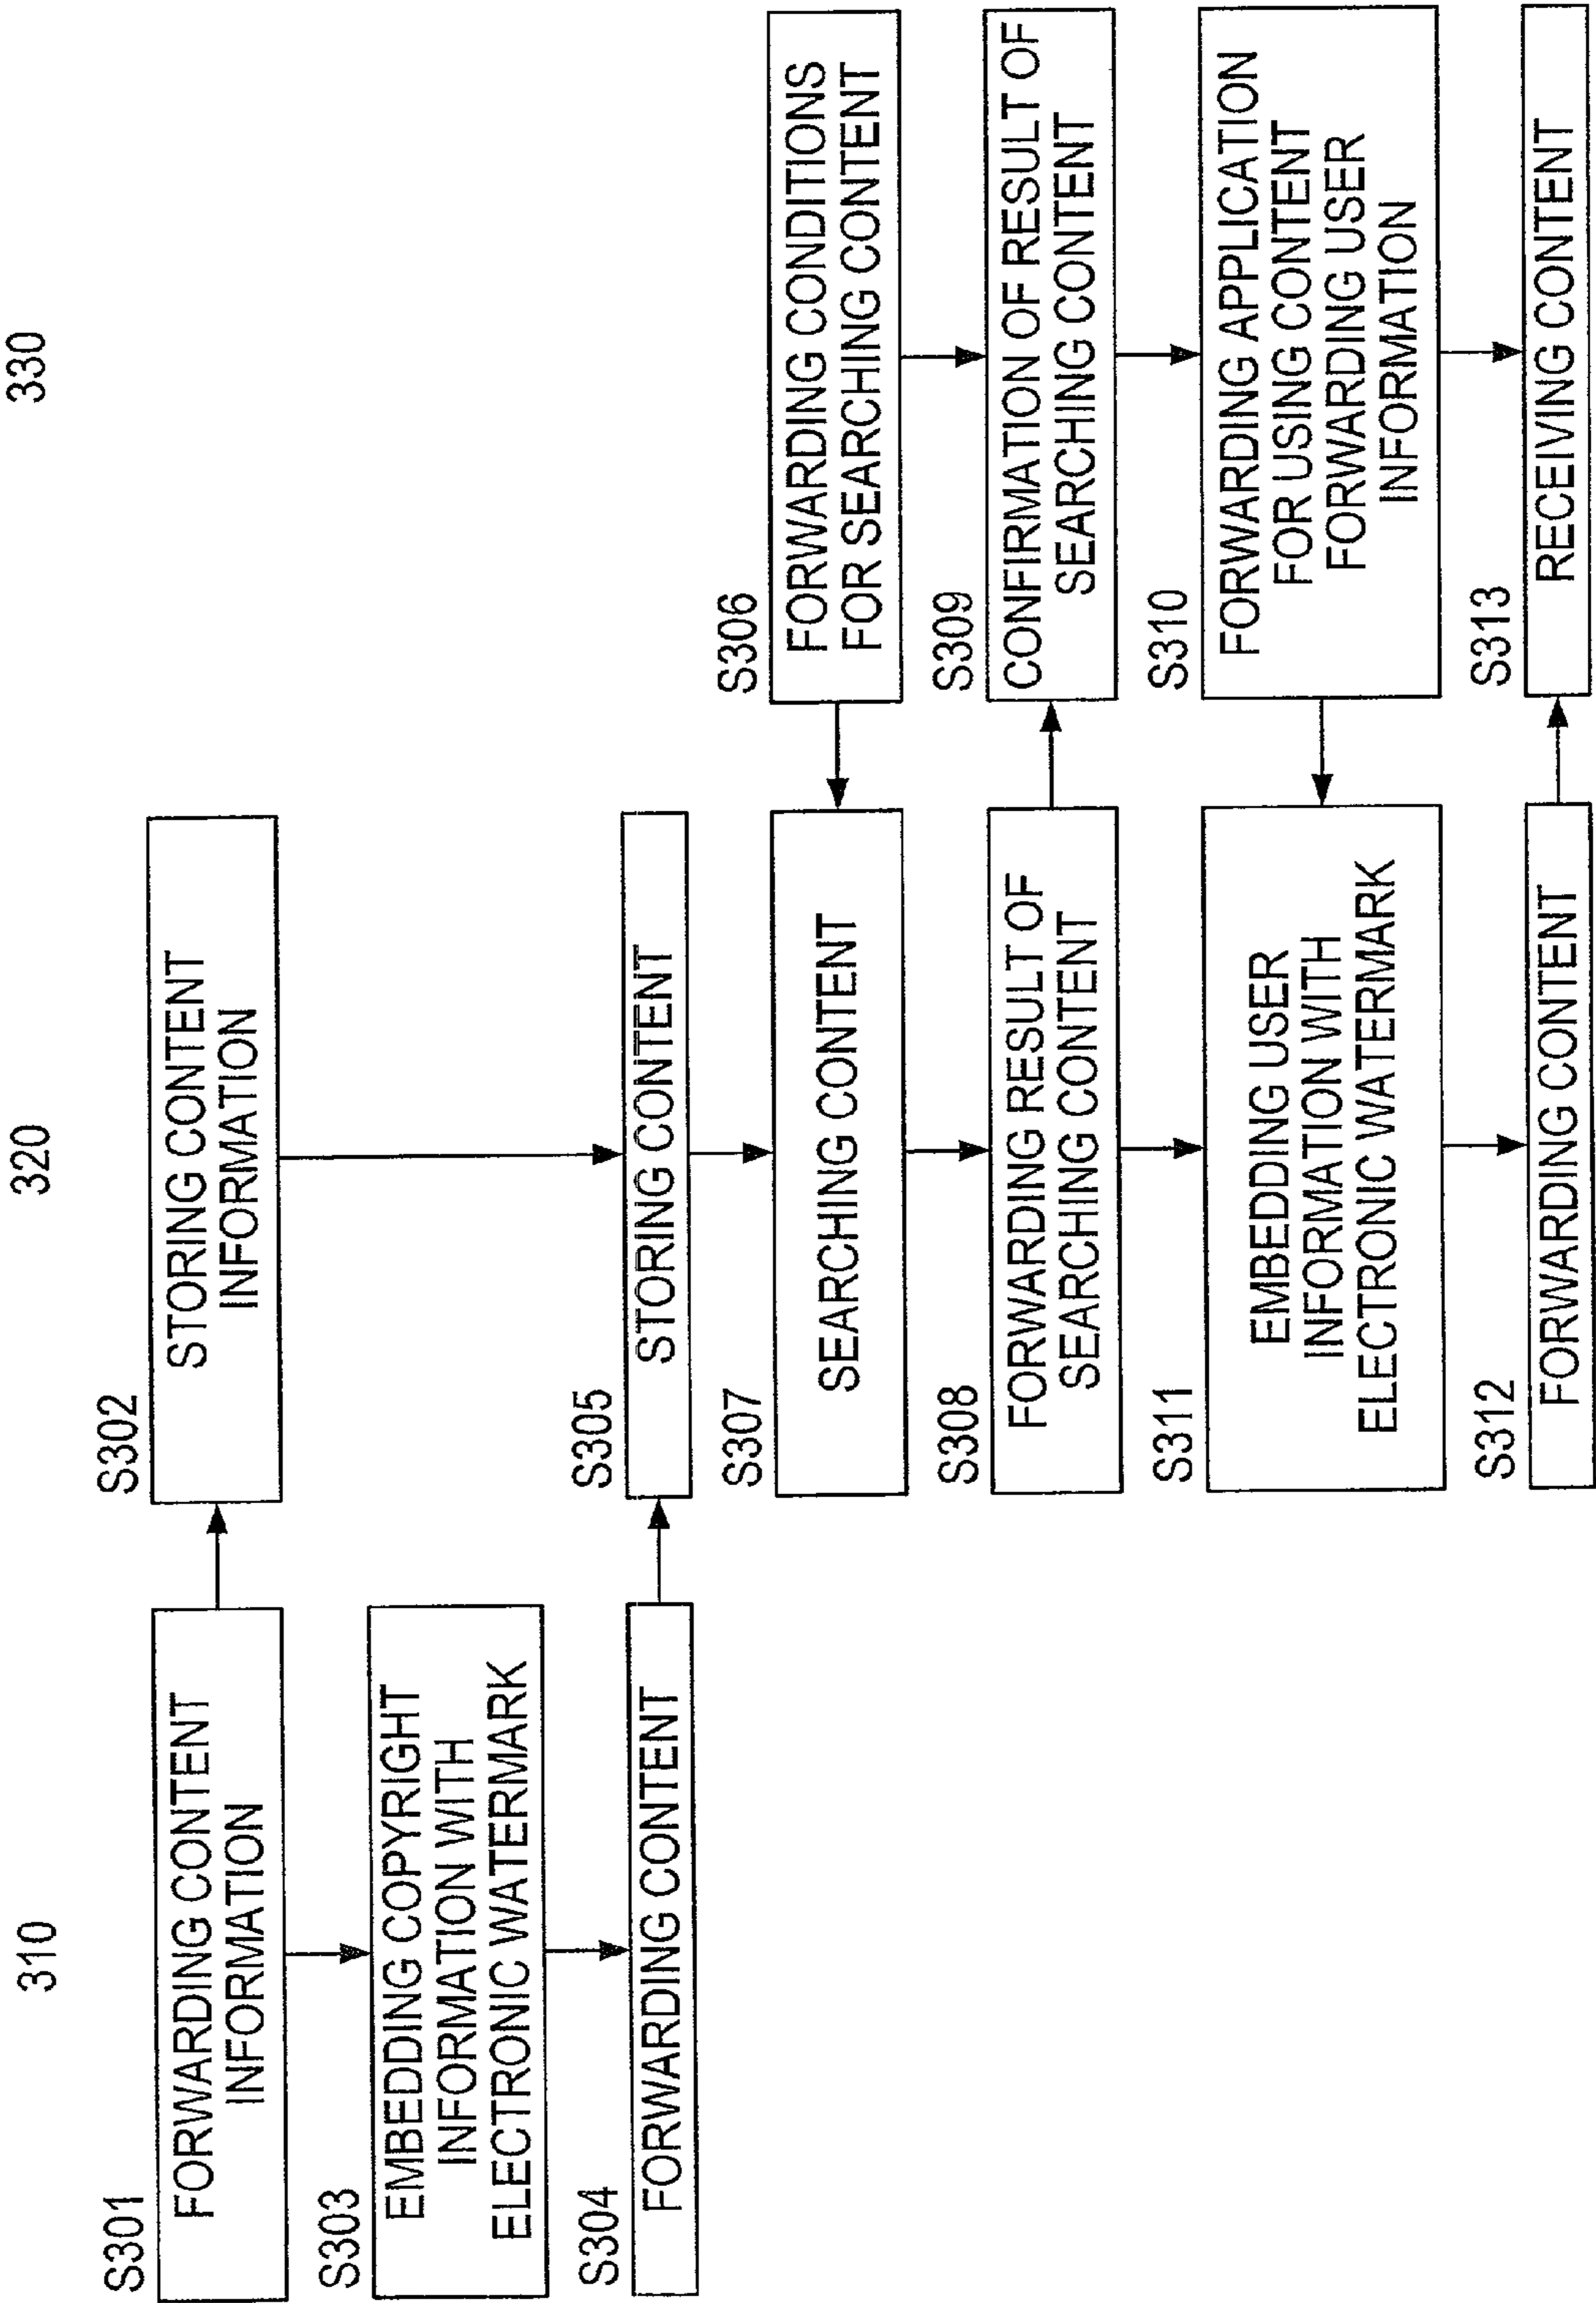 310
320
330
S301
FORWARDING CONTENT
INFORMATION
S302
STORING CONTENT
INFORMATION
S303
EMBEDDING COPYRIGHT
INFORMATION WITH
ELECTRONIC WATERMARK
S304
FORWARDING CONTENT
S305
STORING CONTENT
S306
FORWARDING CONDITIONS
FOR SEARCHING CONTENT
S307
SEARCHING CONTENT
S308
FORWARDING RESULT OF
SEARCHING CONTENT
S309
CONFIRMATION OF RESULT OF
SEARCHING CONTENT
S310
FORWARDING APPLICATION
FOR USING CONTENT
FORWARDING USER
INFORMATION
S311
EMBEDDING USER
INFORMATION WITH
ELECTRONIC WATERMARK
S312
FORWARDING CONTENT
S313
RECEIVING CONTENT